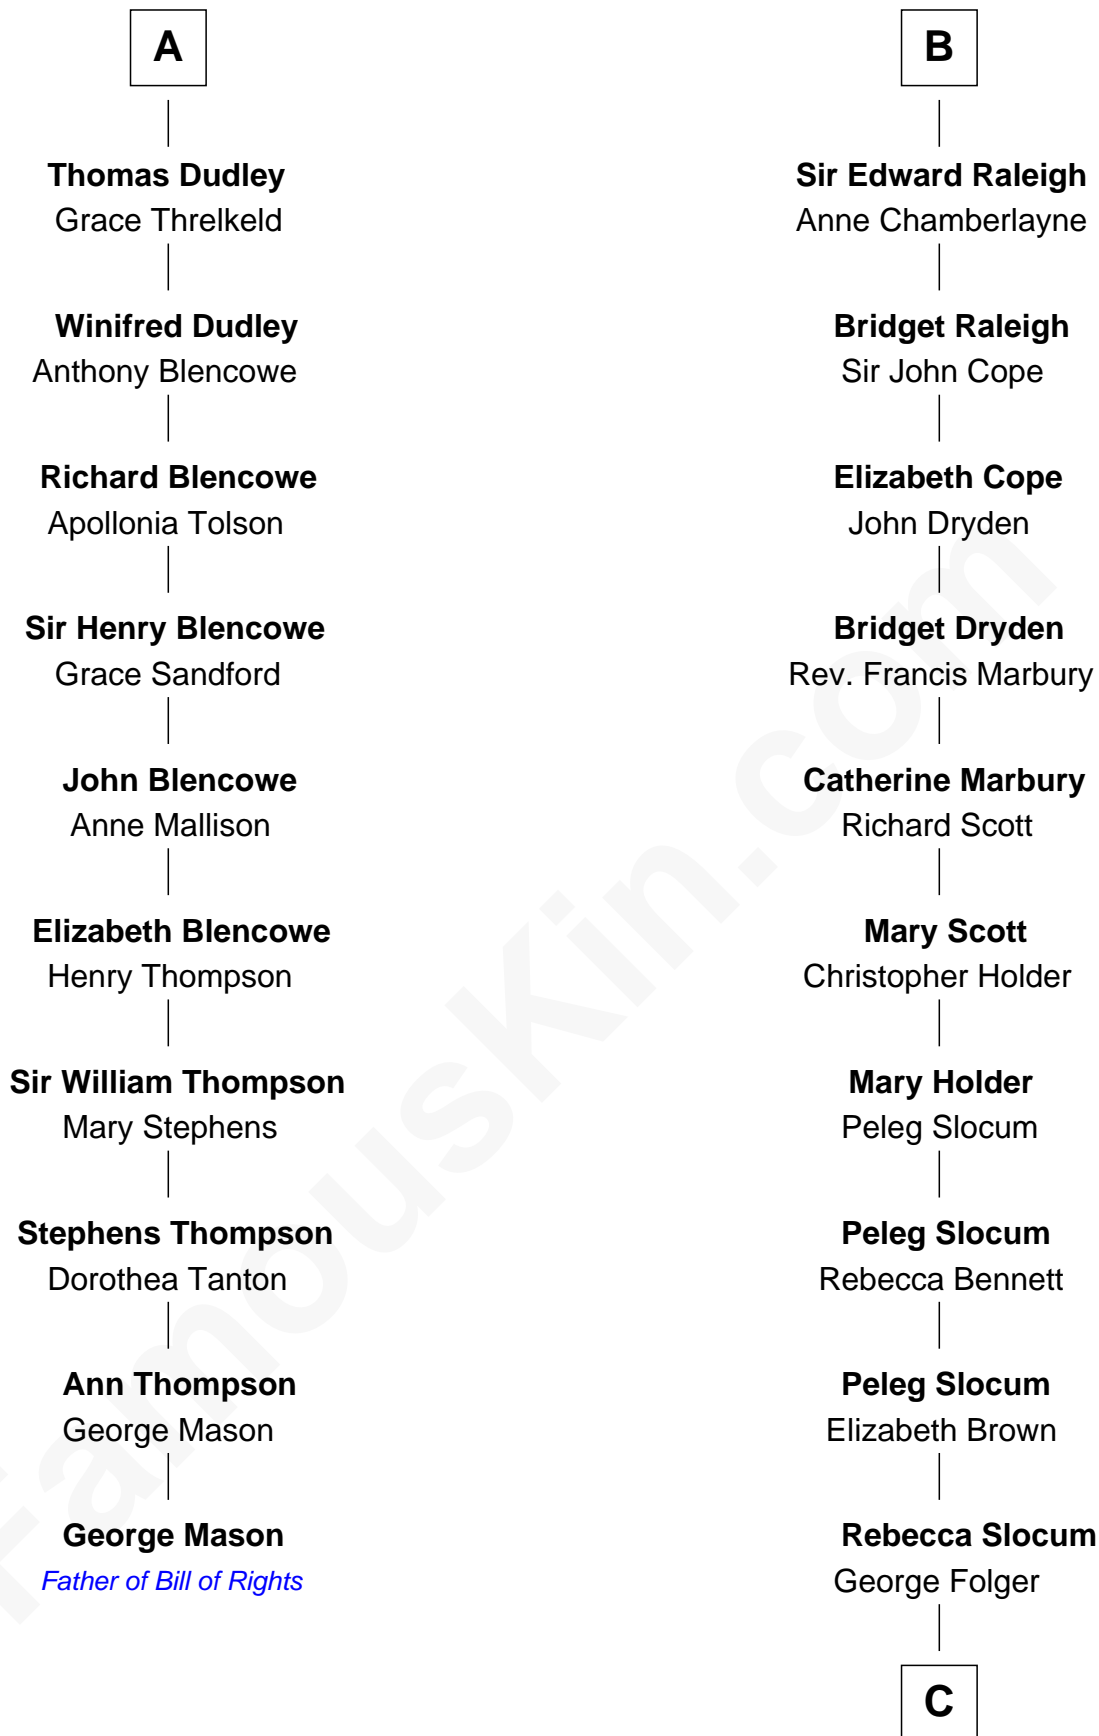 A
Thomas Dudley
Grace Threlkeld
Winifred Dudley
Anthony Blencowe
Richard Blencowe
Apollonia Tolson
Sir Henry Blencowe
Grace Sandford
John Blencowe
Anne Mallison
Elizabeth Blencowe
Henry Thompson
Sir William Thompson
Mary Stephens
Stephens Thompson
Dorothea Tanton
Ann Thompson
George Mason
George Mason
Father of Bill of Rights
B
Sir Edward Raleigh
Anne Chamberlayne
Bridget Raleigh
Sir John Cope
Elizabeth Cope
John Dryden
Bridget Dryden
Rev. Francis Marbury
Catherine Marbury
Richard Scott
Mary Scott
Christopher Holder
Mary Holder
Peleg Slocum
Peleg Slocum
Rebecca Bennett
Peleg Slocum
Elizabeth Brown
Rebecca Slocum
George Folger
C
FamousKin.com